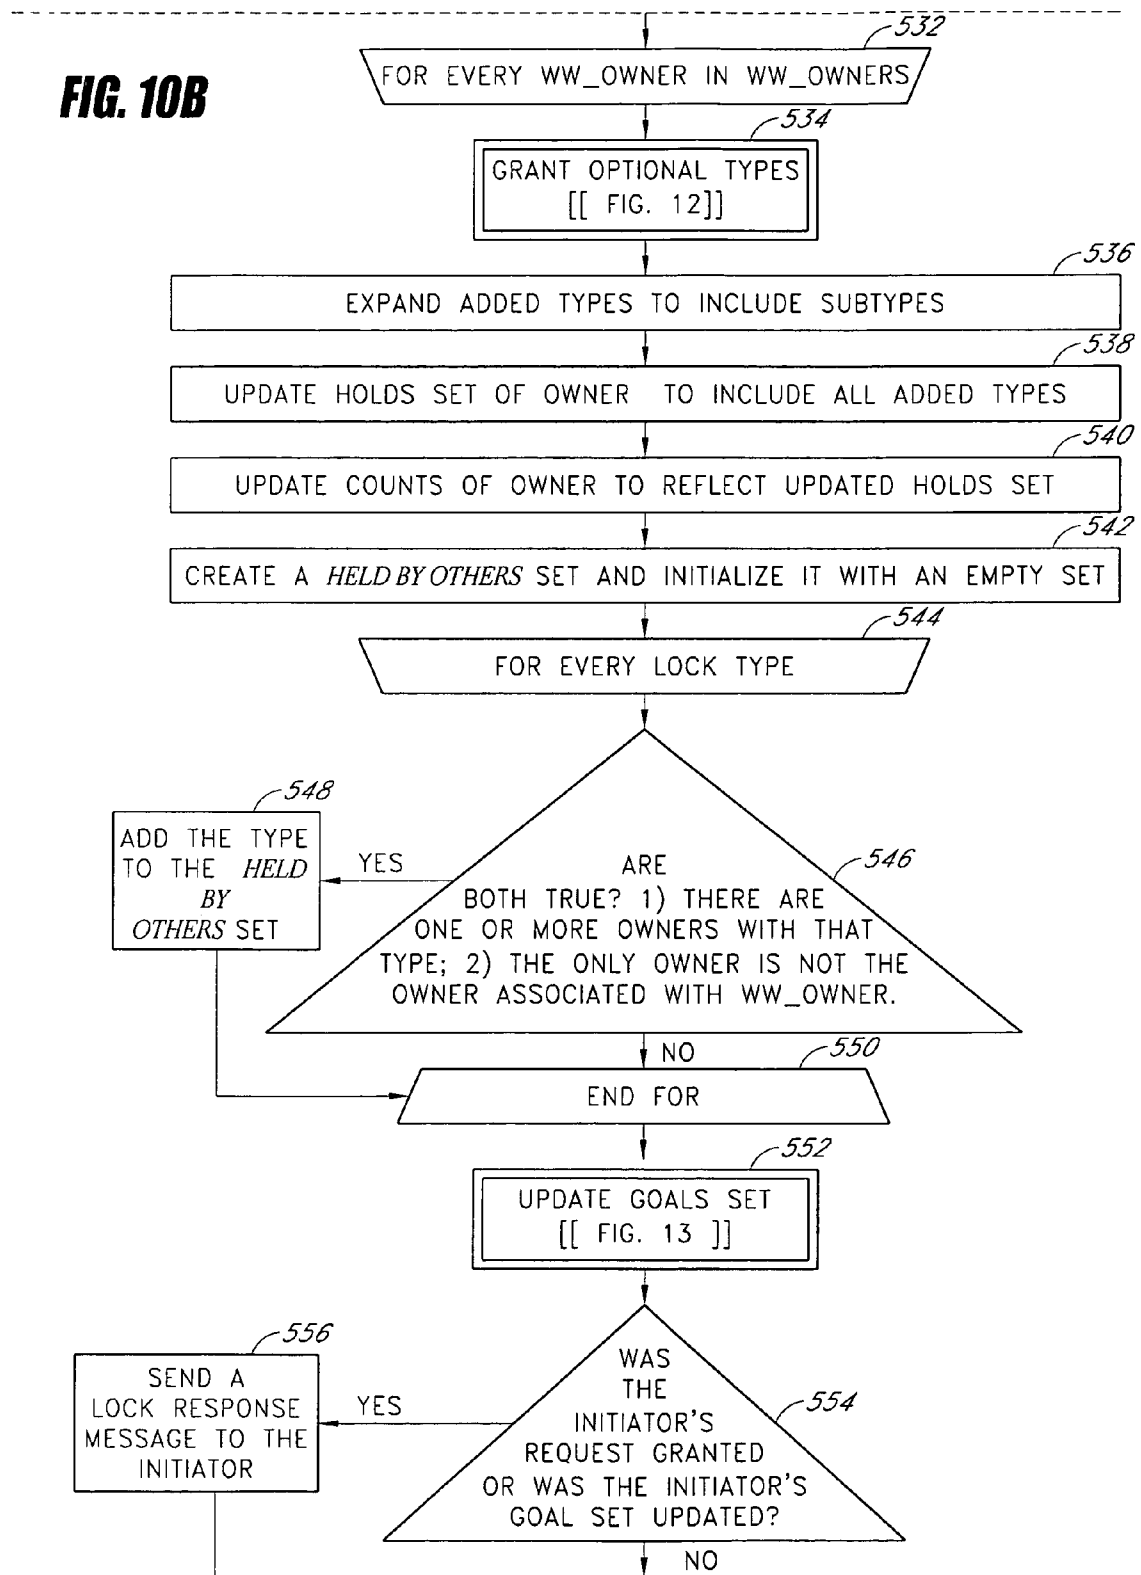 532
FOR EVERY WW_OWNER IN WW_OWNERS
FIG. 10B
534
GRANT OPTIONAL TYPES
[[ FIG. 12]]
536
EXPAND ADDED TYPES TO INCLUDE SUBTYPES
538
UPDATE HOLDS SET OF OWNER TO INCLUDE ALL ADDED TYPES
540
UPDATE COUNTS OF OWNER TO REFLECT UPDATED HOLDS SET
542
CREATE A HELD BY OTHERS SET AND INITIALIZE IT WITH AN EMPTY SET
544
FOR EVERY LOCK TYPE
548
ADD THE TYPE
TO THE HELD
BY
OTHERS SET
YES
546
ARE
BOTH TRUE? 1) THERE ARE
ONE OR MORE OWNERS WITH THAT
TYPE; 2) THE ONLY OWNER IS NOT THE
OWNER ASSOCIATED WITH WW_OWNER.
NO
550
END FOR
552
UPDATE GOALS SET
[[ FIG. 13 ]]
556
SEND A
LOCK RESPONSE
MESSAGE TO THE
INITIATOR
YES
554
WAS
THE
INITIATOR'S
REQUEST GRANTED
OR WAS THE INITIATOR'S
GOAL SET UPDATED?
NO